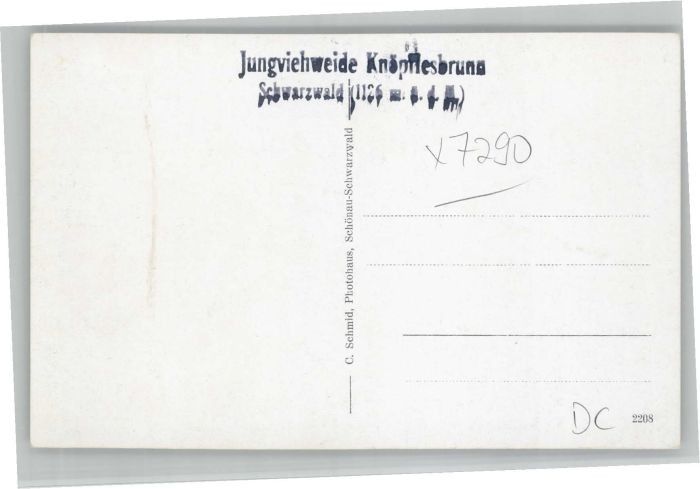 Jungviehweide Knöpflesbrunn
Schwarzwald (1126 m. ü. d. M.)
x7290
C. Schmid, Photohaus, Schönau-Schwarzwald
DC
2208